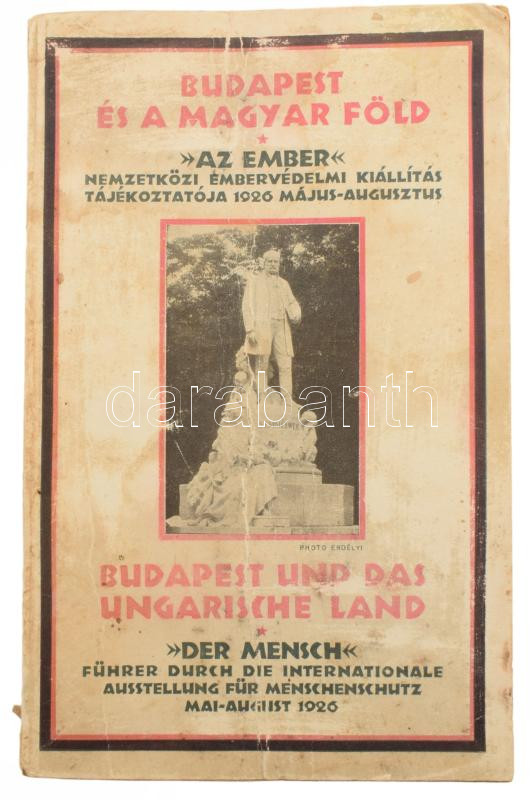 BUDAPEST
ÉS A MAGYAR FÖLD
»AZ EMBER«
NEMZETKÖZI EMBERVÉDELMI KIÁLLÍTÁS
TÁJÉKOZTATÓJA 1926 MÁJUS-AUGUSZTUS
darabanth
PHOTO ERDÉLYI
BUDAPEST UND DAS
UNGARISCHE LAND
»DER MENSCH«
FÜHRER DURCH DIE INTERNATIONALE
AUSSTELLUNG FÜR MENSCHENSCHUTZ
MAI-AUGUST 1926